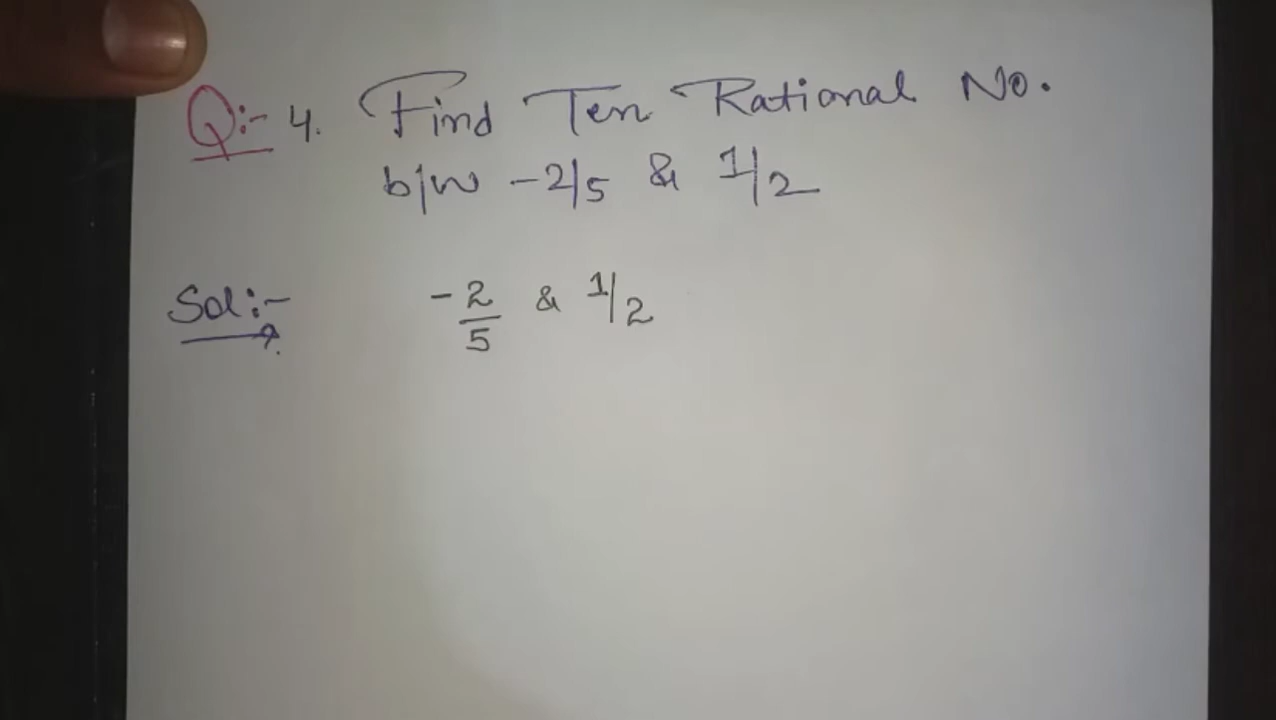 Q:- 4. Find Ten Rational No.
b/w -2/5 & 1/2
Sol:- -2/5 & 1/2